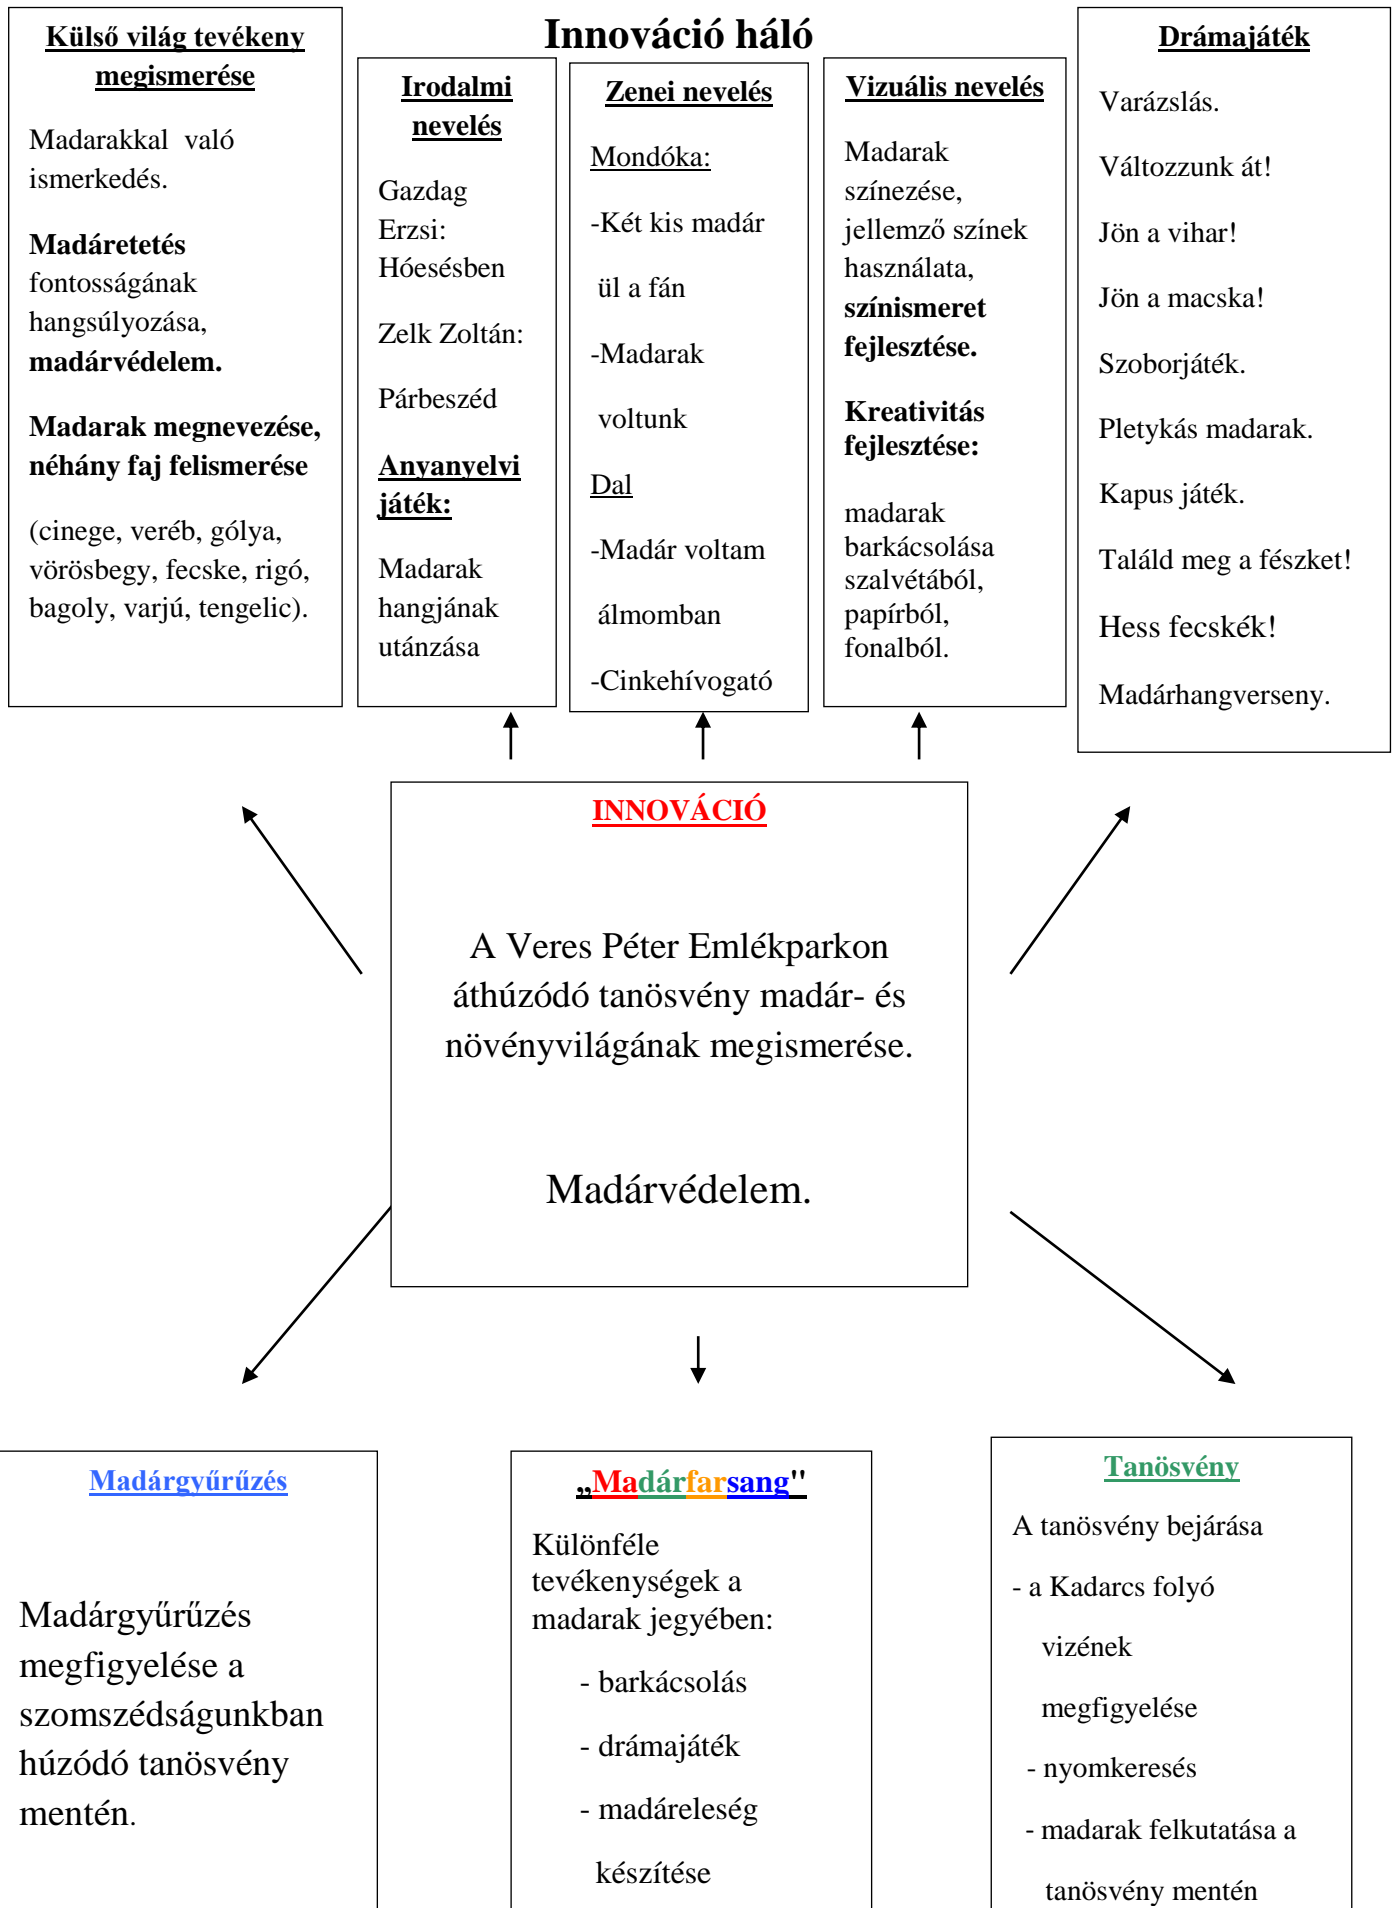 Innováció háló
Külső világ tevékeny
megismerése
Madarakkal való
ismerkedés.
Madáretetés
fontosságának
hangsúlyozása,
madárvédelem.
Madarak megnevezése,
néhány faj felismerése
(cinege, veréb, gólya,
vörösbegy, fecske, rigó,
bagoly, varjú, tengelic).
Irodalmi
nevelés
Gazdag
Erzsi:
Hóesésben
Zelk Zoltán:
Párbeszéd
Anyanyelvi
játék:
Madarak
hangjának
utánzása
Zenei nevelés
Mondóka:
-Két kis madár
ül a fán
-Madarak
voltunk
Dal
-Madár voltam
álmomban
-Cinkehívogató
Vizuális nevelés
Madarak
színezése,
jellemző színek
használata,
színismeret
fejlesztése.
Kreativitás
fejlesztése:
madarak
barkácsolása
szalvétából,
papírból,
fonalból.
Drámajáték
Varázslás.
Változzunk át!
Jön a vihar!
Jön a macska!
Szoborjáték.
Pletykás madarak.
Kapus játék.
Találd meg a fészket!
Hess fecskék!
Madárhangverseny.
INNOVÁCIÓ
A Veres Péter Emlékparkon
áthúzódó tanösvény madár- és
növényvilágának megismerése.
Madárvédelem.
Madárgyűrűzés
Madárgyűrűzés
megfigyelése a
szomszédságunkban
húzódó tanösvény
mentén.
„Madárfarsang"
Különféle
tevékenységek a
madarak jegyében:
- barkácsolás
- drámajáték
- madáreleség
készítése
Tanösvény
A tanösvény bejárása
- a Kadarcs folyó
vizének
megfigyelése
- nyomkeresés
- madarak felkutatása a
tanösvény mentén